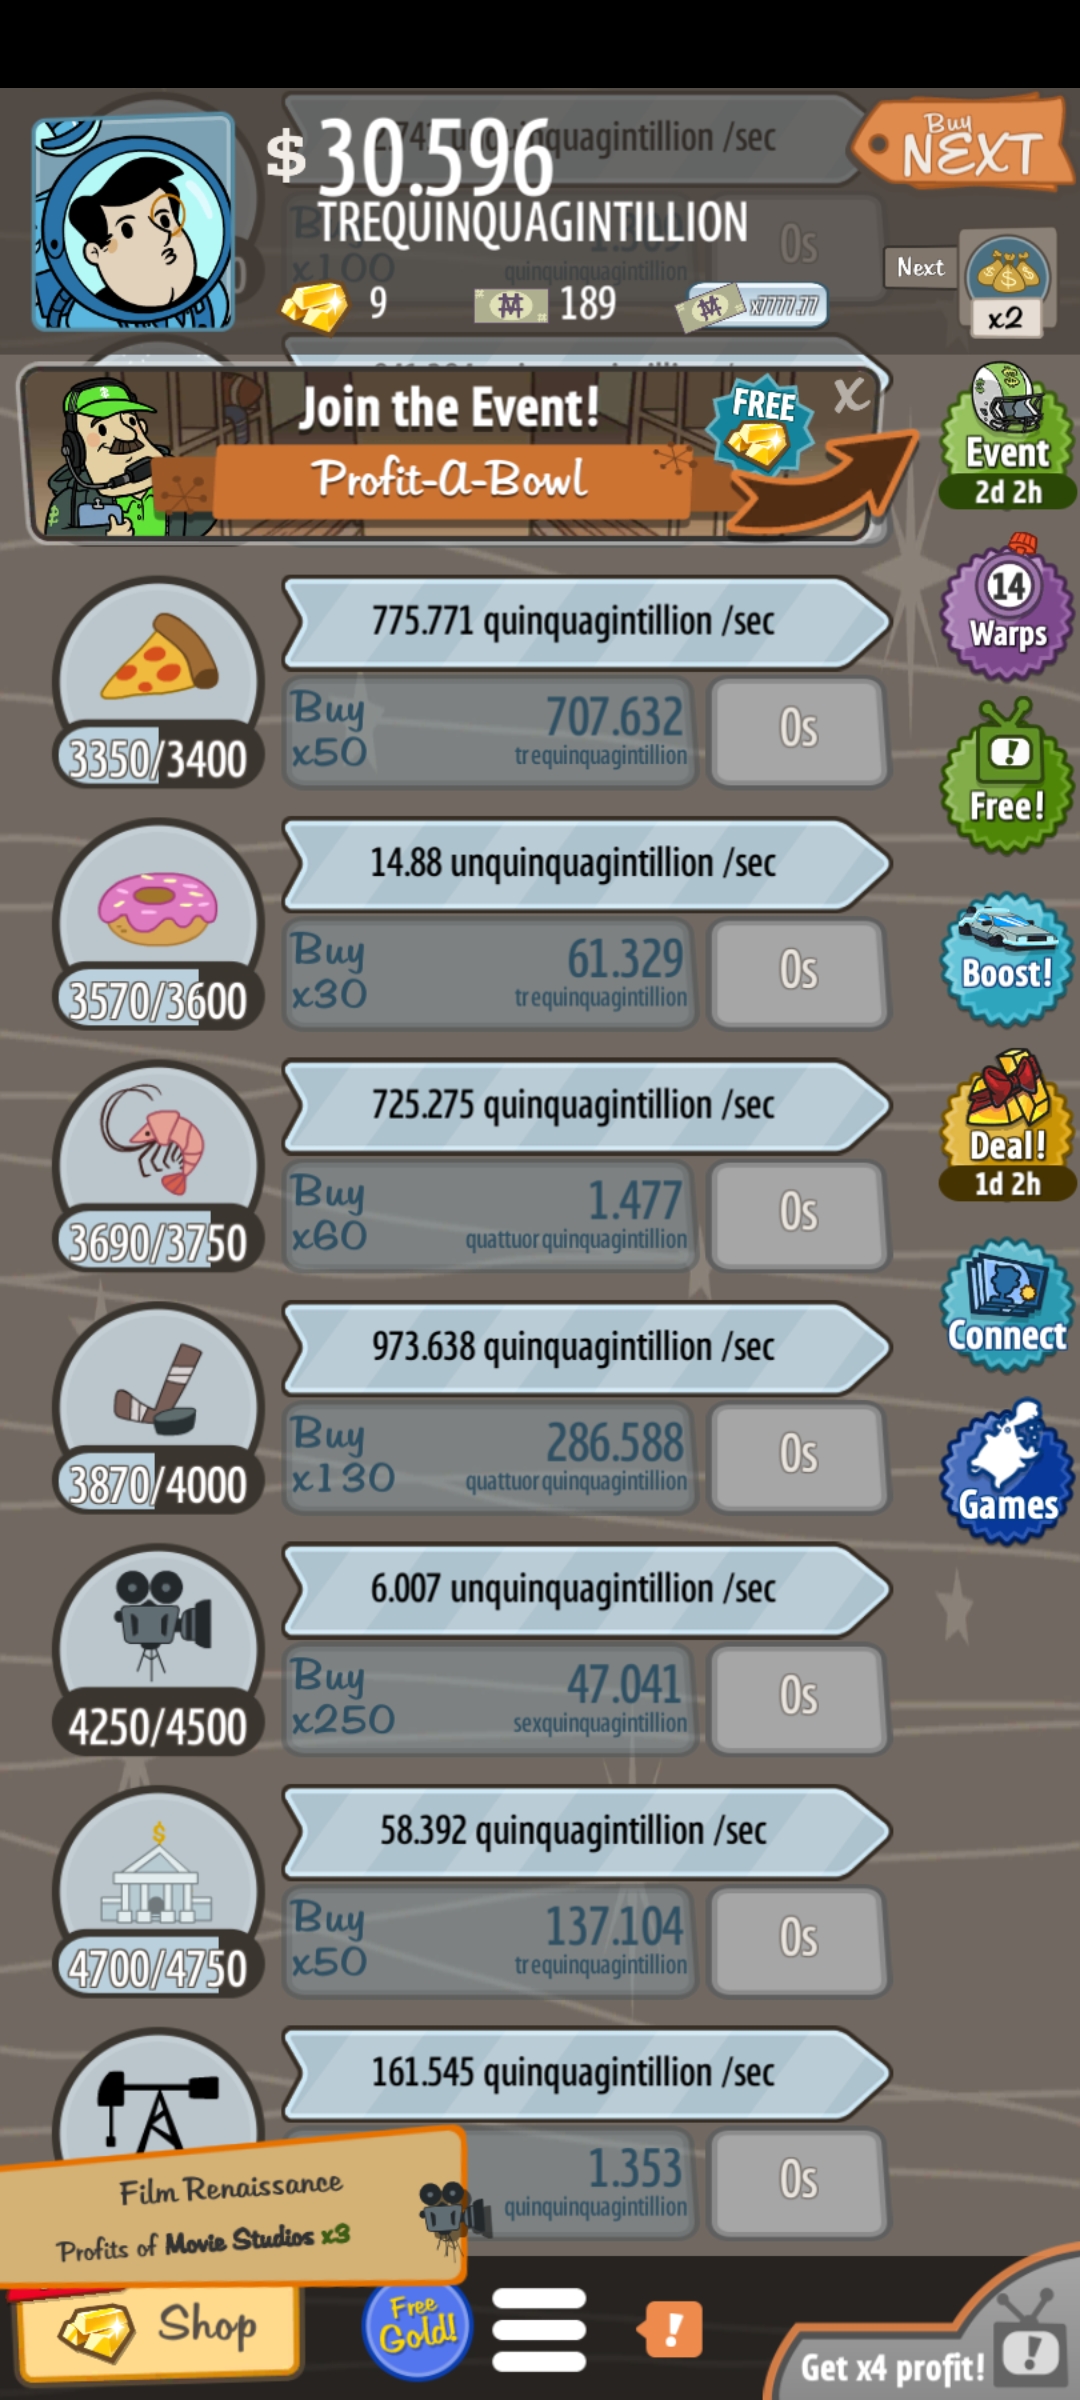 quinquagintillion /sec
$ 30.596
TREQUINQUAGINTILLION
Buy
NEXT
x100
quinquinquagintillion
0s
9
189
x7777.77
Next
x2
Join the Event!
Profit-A-Bowl
FREE
X
Event
2d 2h
775.771 quinquagintillion /sec
3350/3400
Buy
x50
707.632
trequinquagintillion
0s
14
Warps
Free!
14.88 unquinquagintillion /sec
3570/3600
Buy
x30
61.329
trequinquagintillion
0s
Boost!
725.275 quinquagintillion /sec
3690/3750
Buy
x60
1.477
quattuorquinquagintillion
0s
Deal!
1d 2h
973.638 quinquagintillion /sec
3870/4000
Buy
x130
286.588
quattuorquinquagintillion
0s
Connect
Games
6.007 unquinquagintillion /sec
4250/4500
Buy
x250
47.041
sexquinquagintillion
0s
58.392 quinquagintillion /sec
4700/4750
Buy
x50
137.104
trequinquagintillion
0s
161.545 quinquagintillion /sec
1.353
quinquinquagintillion
0s
Film Renaissance
Profits of Movie Studios x3
Shop
Free
Gold!
!
Get x4 profit!